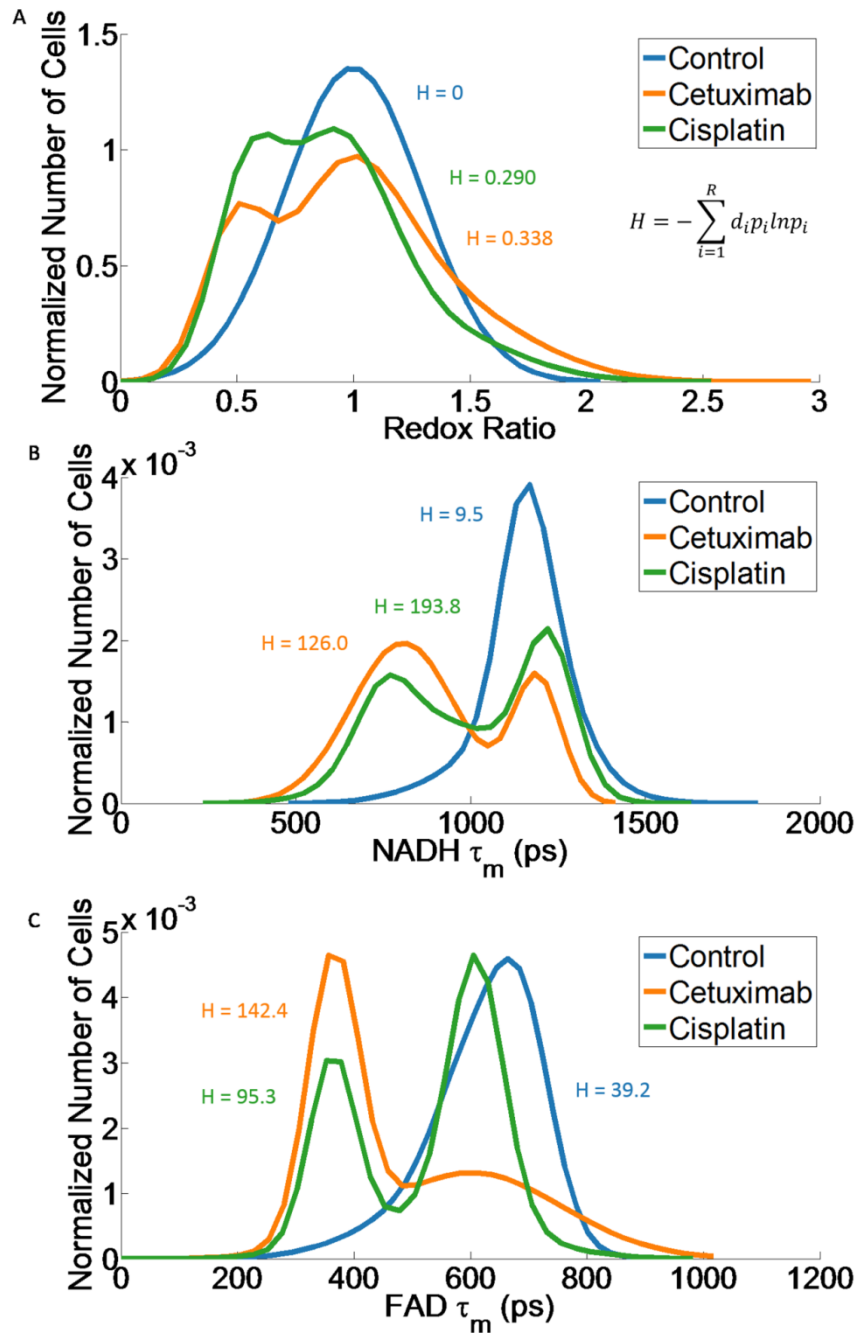 A
Normalized Number of Cells
1.5
1
0.5
0
0
0.5
1
1.5
2
2.5
3
Redox Ratio
H = 0
H = 0.290
H = 0.338
Control
Cetuximab
Cisplatin
H = − ∑ᵢ₌₁ᴿ dᵢpᵢlnpᵢ
B
Normalized Number of Cells
4 x 10⁻³
3
2
1
0
0
500
1000
1500
2000
NADH τₘ (ps)
H = 9.5
H = 193.8
H = 126.0
Control
Cetuximab
Cisplatin
C
Normalized Number of Cells
5 x 10⁻³
4
3
2
1
0
0
200
400
600
800
1000
1200
FAD τₘ (ps)
H = 142.4
H = 95.3
H = 39.2
Control
Cetuximab
Cisplatin